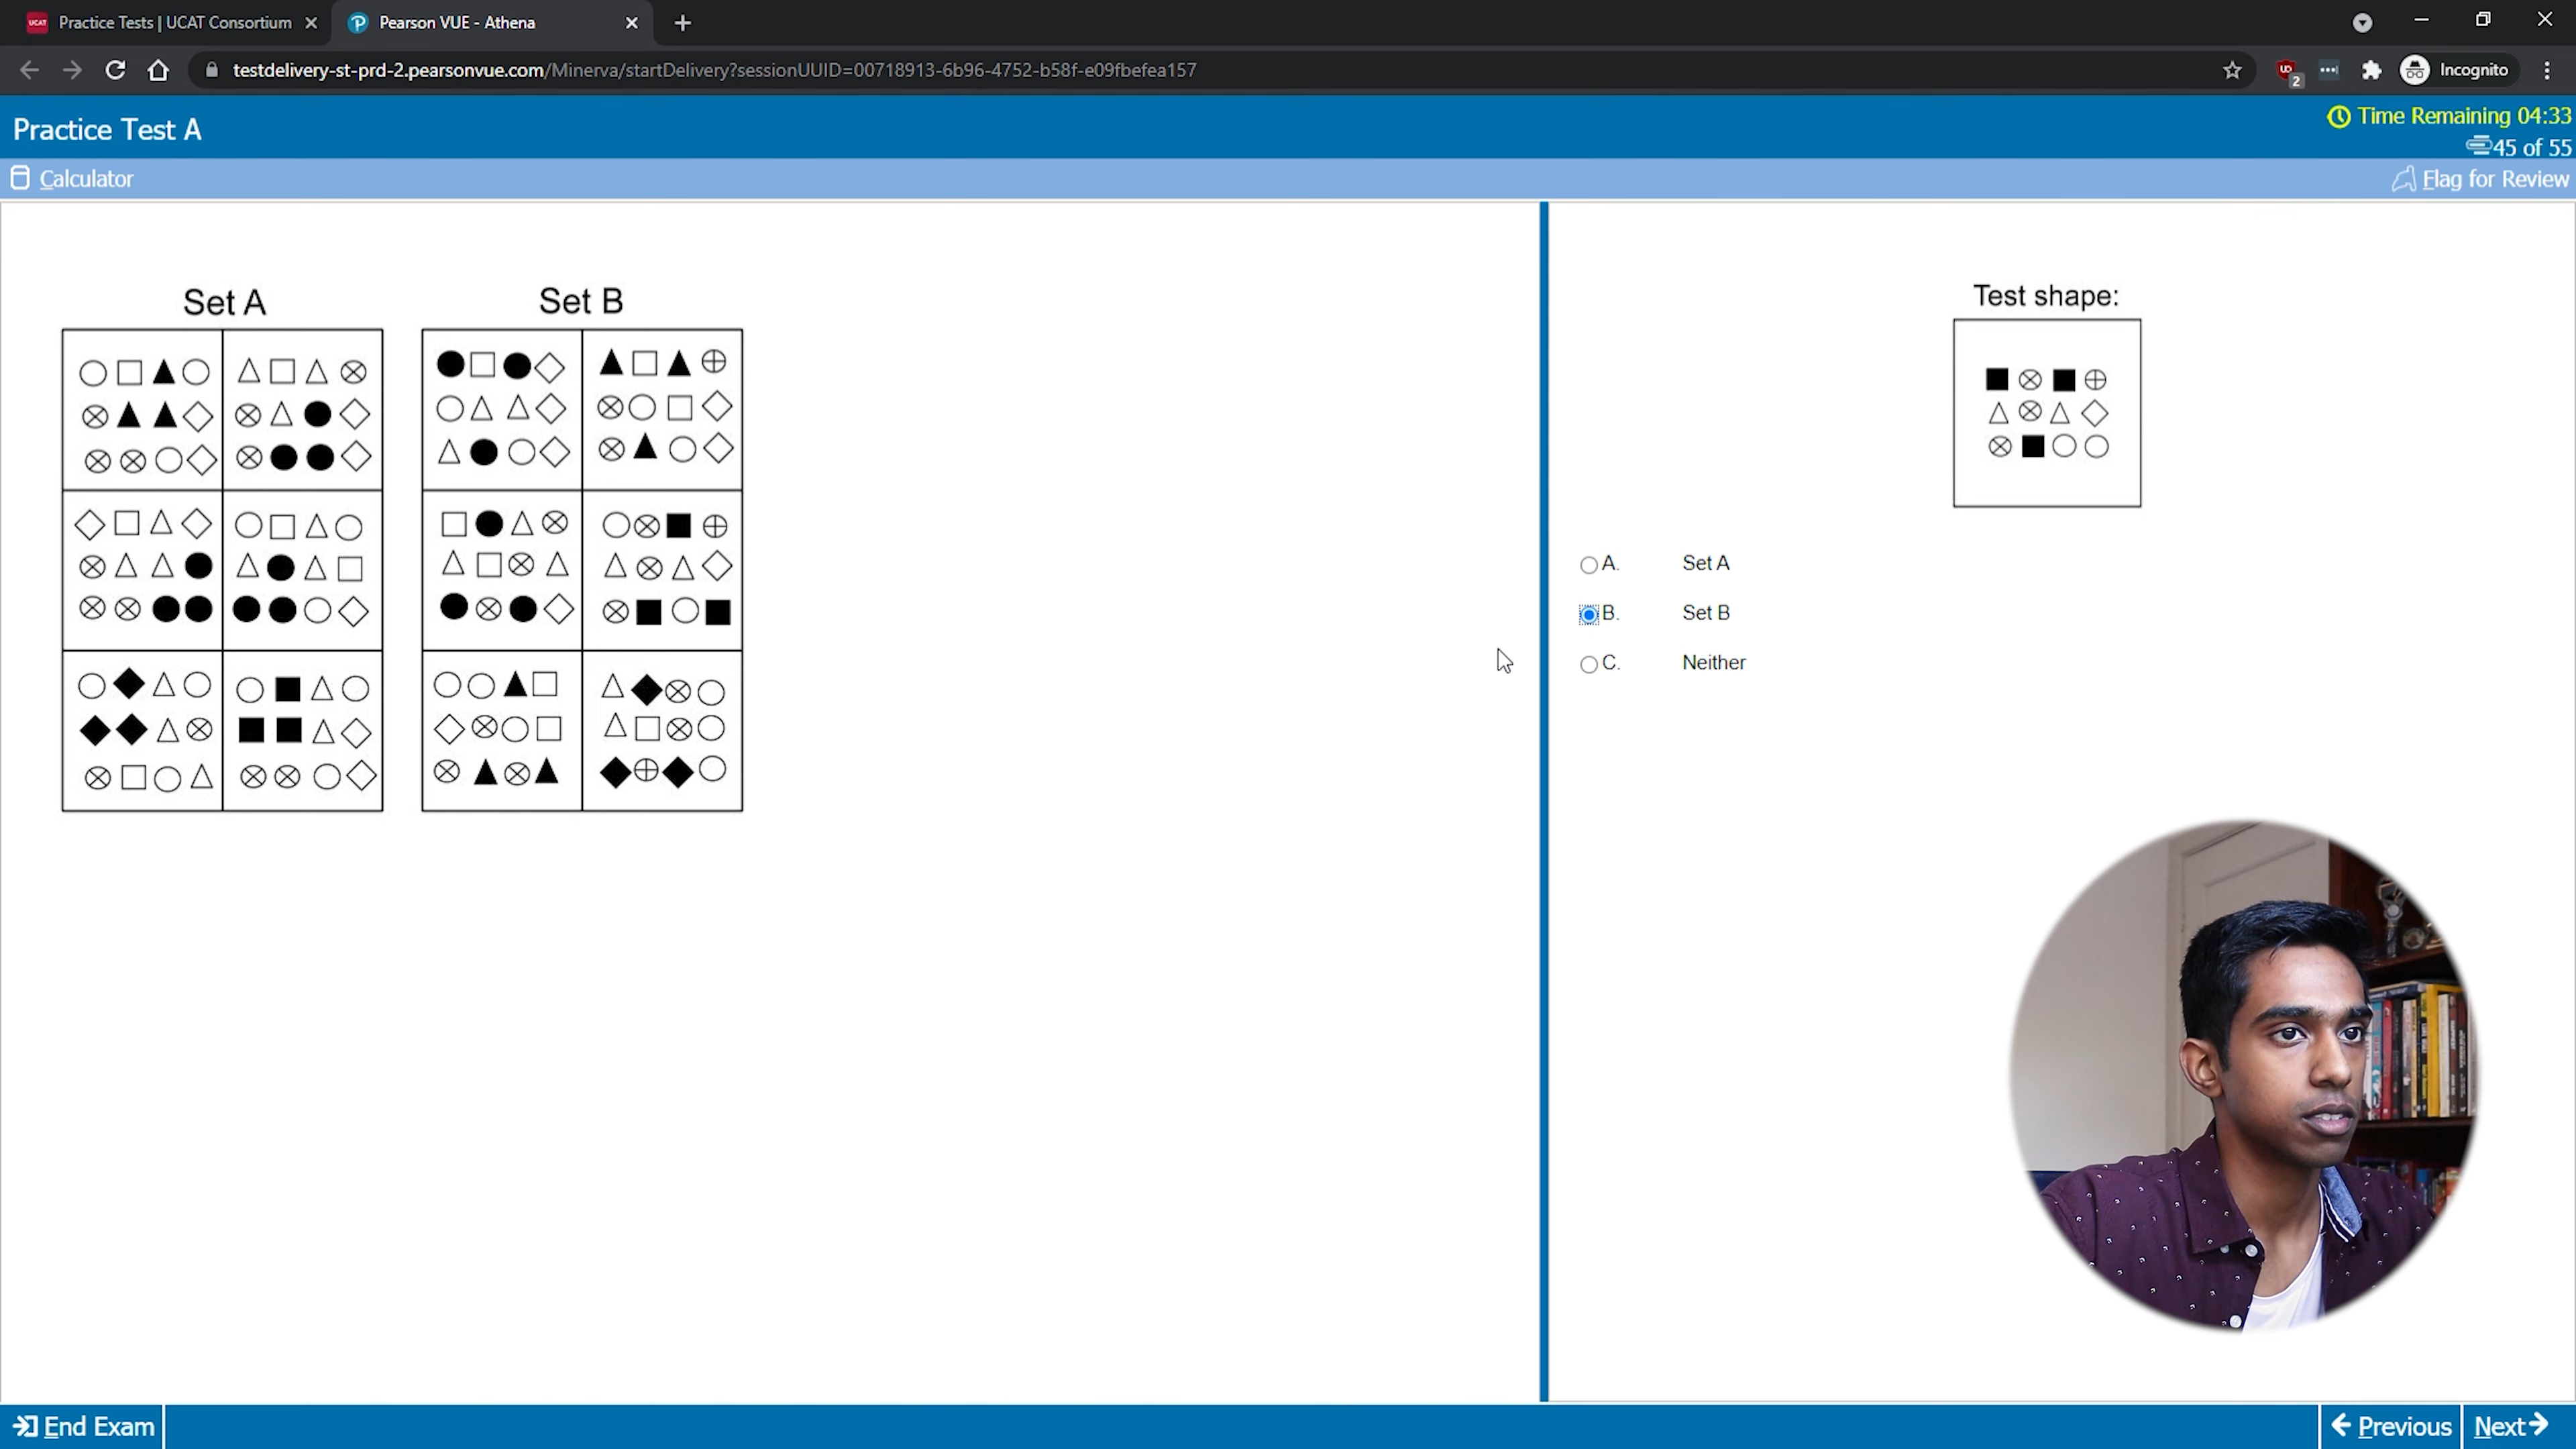 UCAT Practice Tests | UCAT Consortium
Pearson VUE - Athena
testdelivery-st-prd-2.pearsonvue.com/Minerva/startDelivery?sessionUUID=00718913-6b96-4752-b58f-e09fbefea157
2
Incognito
Practice Test A
Time Remaining 04:33
45 of 55
Calculator
Flag for Review
Set A
Set B
Test shape:
A. Set A
B. Set B
C. Neither
End Exam
Previous
Next